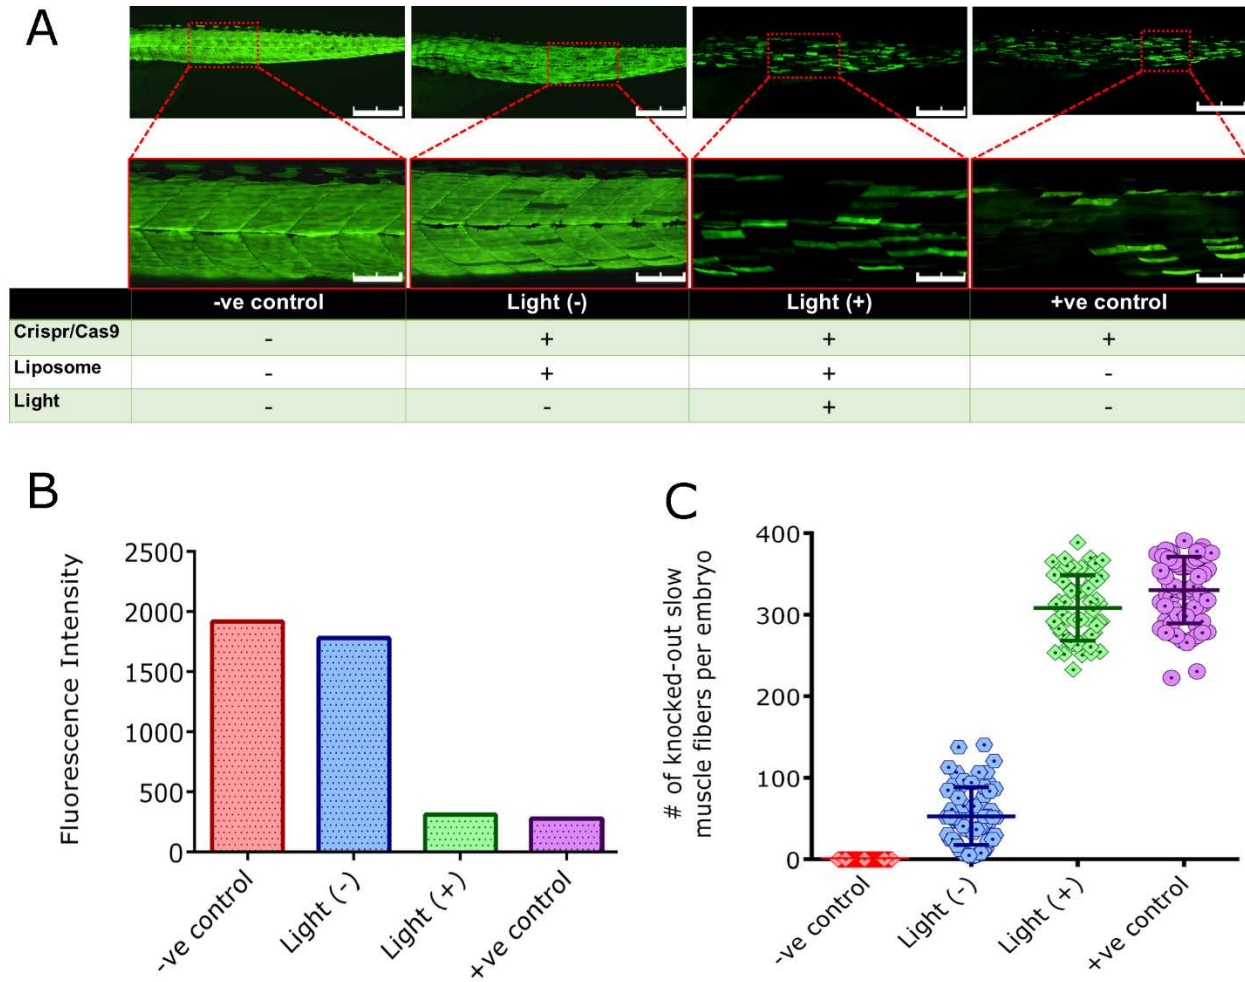 A
-ve control Light (-) Light (+) +ve control
Crispr/Cas9 - + + +
Liposome - + + -
Light - - + -
B
Fluorescence Intensity
2500
2000
1500
1000
500
0
-ve control
Light (-)
Light (+)
+ve control
C
# of knocked-out slow
muscle fibers per embryo
400
300
200
100
0
-ve control
Light (-)
Light (+)
+ve control